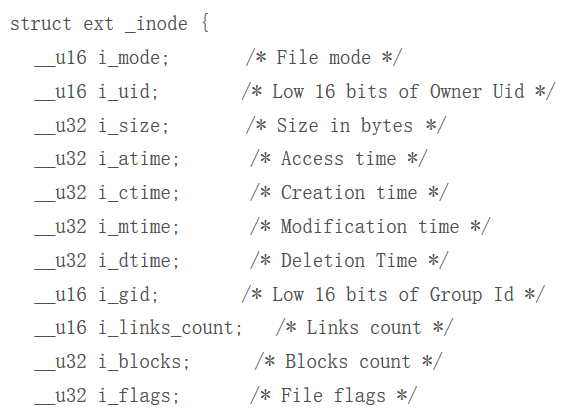 struct ext _inode {
__u16 i_mode; /* File mode */
__u16 i_uid; /* Low 16 bits of Owner Uid */
__u32 i_size; /* Size in bytes */
__u32 i_atime; /* Access time */
__u32 i_ctime; /* Creation time */
__u32 i_mtime; /* Modification time */
__u32 i_dtime; /* Deletion Time */
__u16 i_gid; /* Low 16 bits of Group Id */
__u16 i_links_count; /* Links count */
__u32 i_blocks; /* Blocks count */
__u32 i_flags; /* File flags */